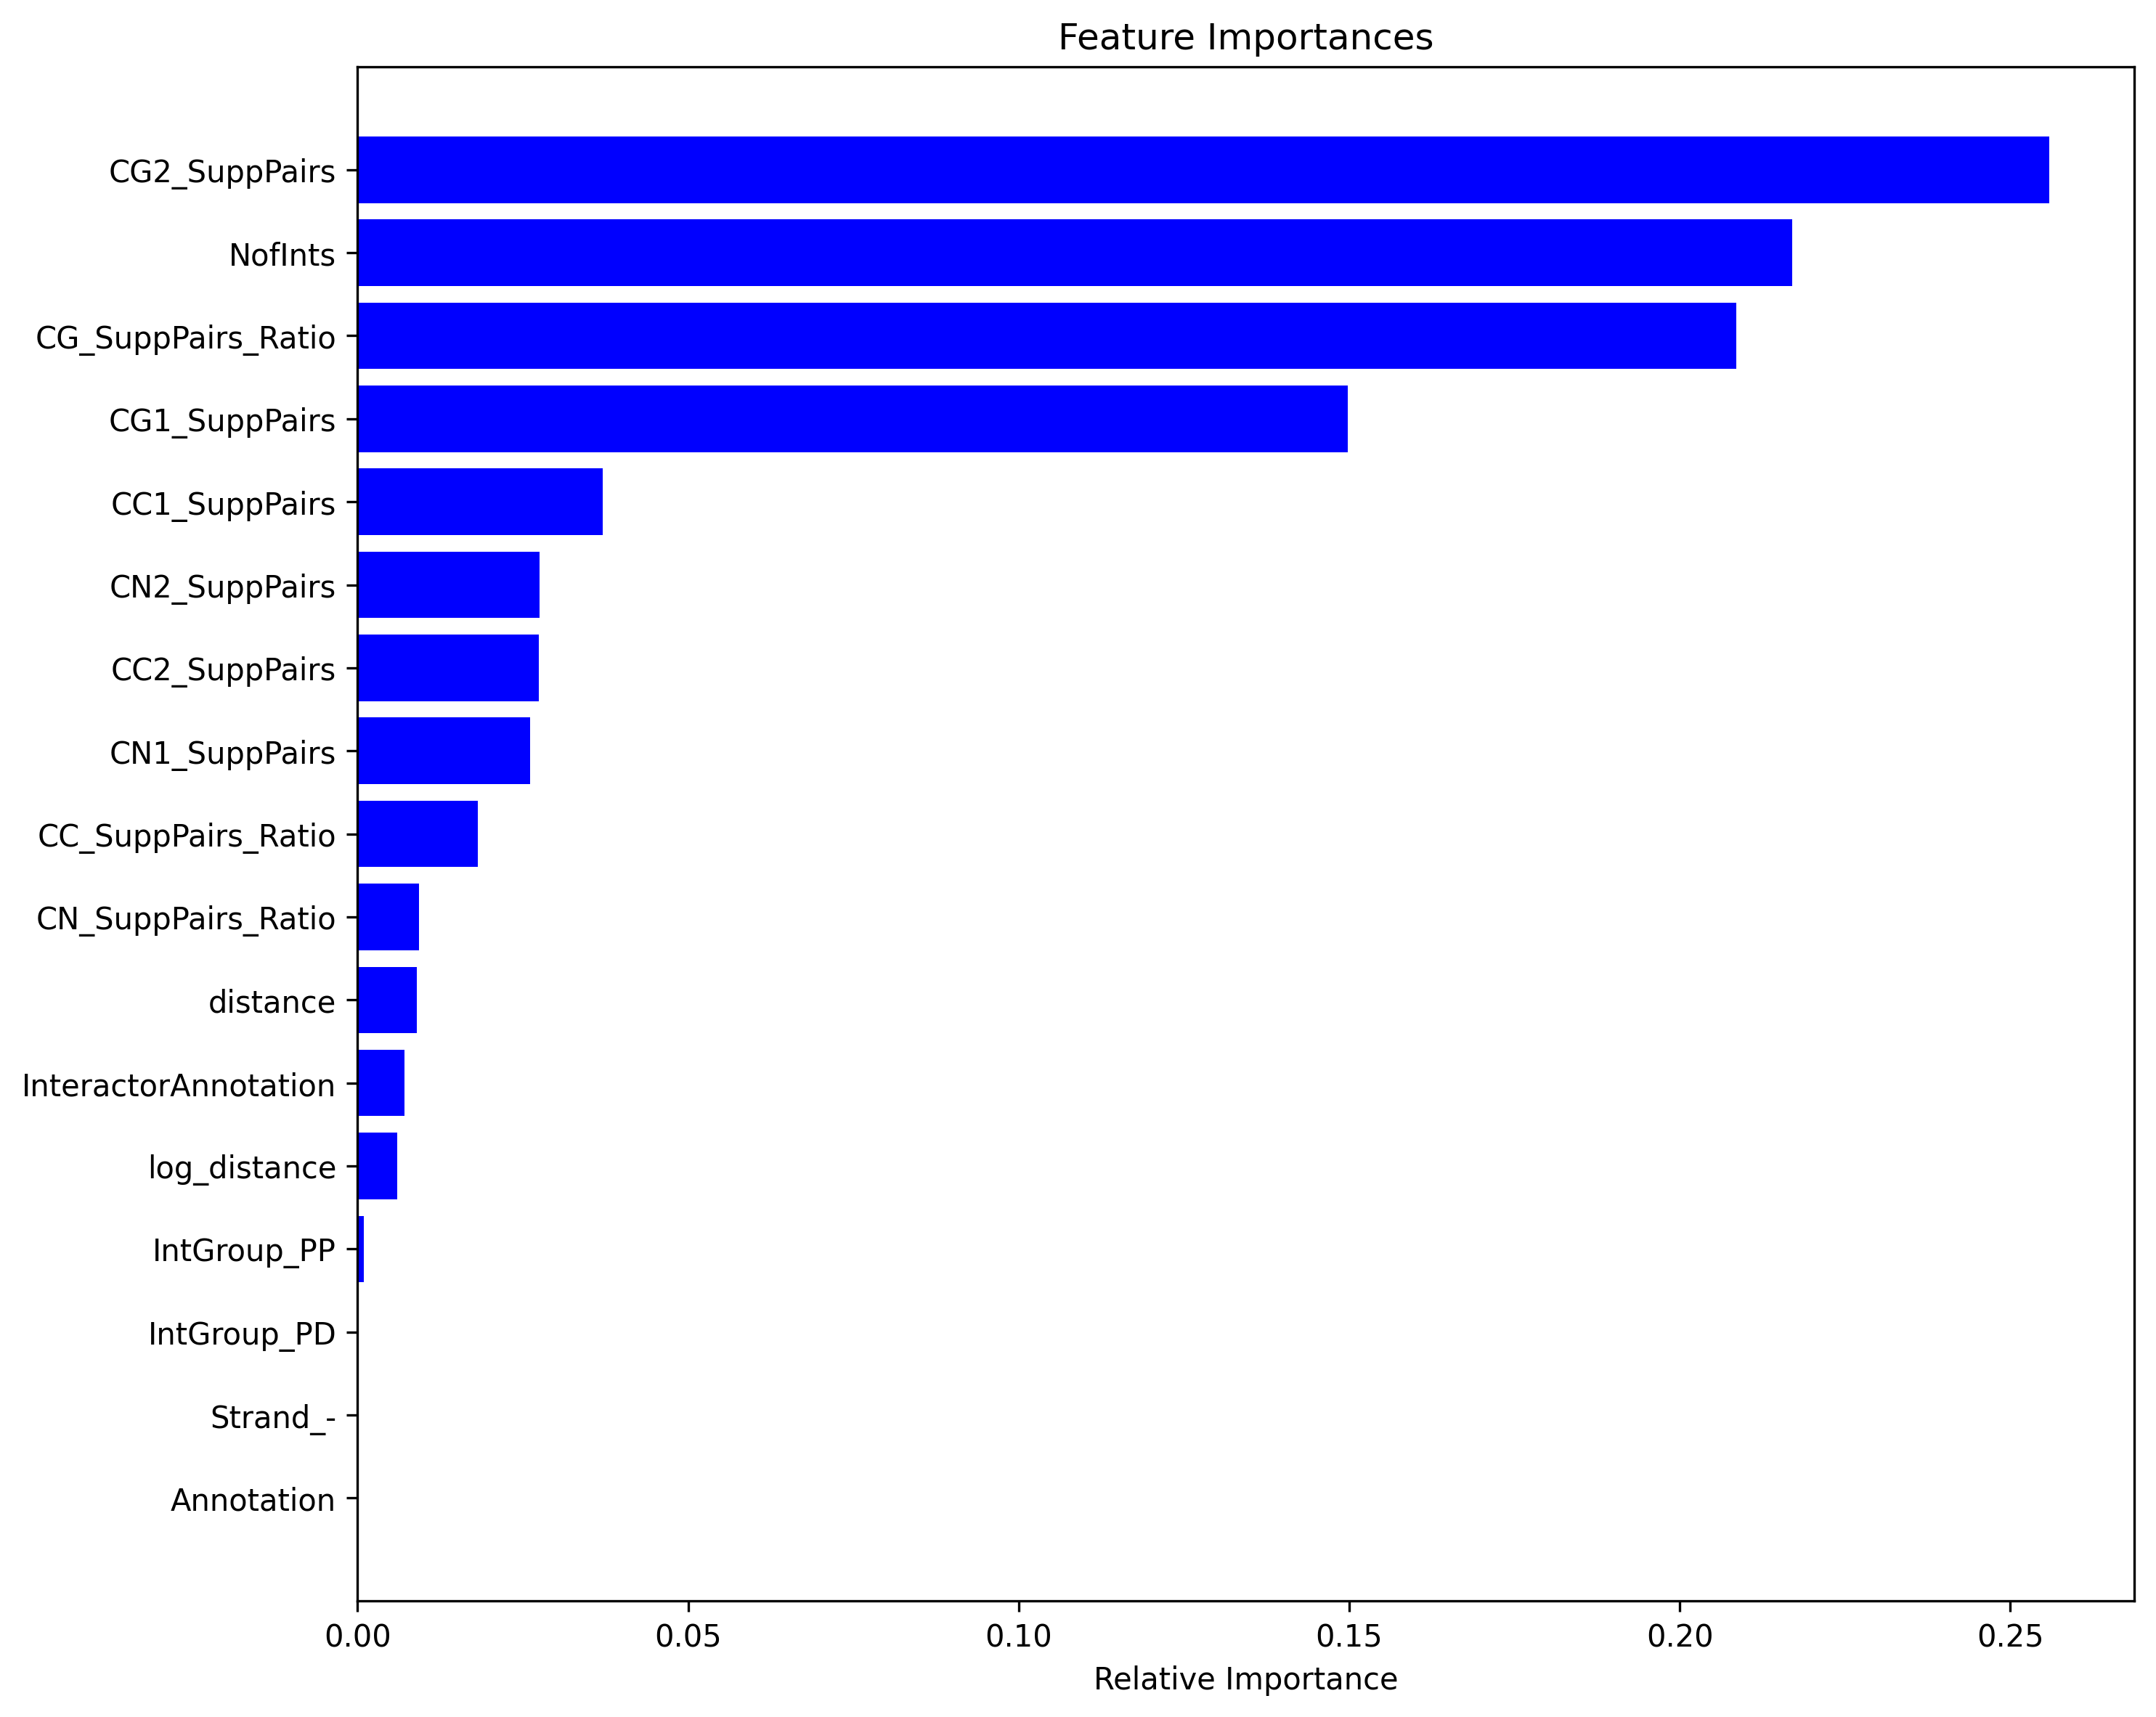 Feature Importances
CG2_SuppPairs
NofInts
CG_SuppPairs_Ratio
CG1_SuppPairs
CC1_SuppPairs
CN2_SuppPairs
CC2_SuppPairs
CN1_SuppPairs
CC_SuppPairs_Ratio
CN_SuppPairs_Ratio
distance
InteractorAnnotation
log_distance
IntGroup_PP
IntGroup_PD
Strand_-
Annotation
0.00 0.05 0.10 0.15 0.20 0.25
Relative Importance